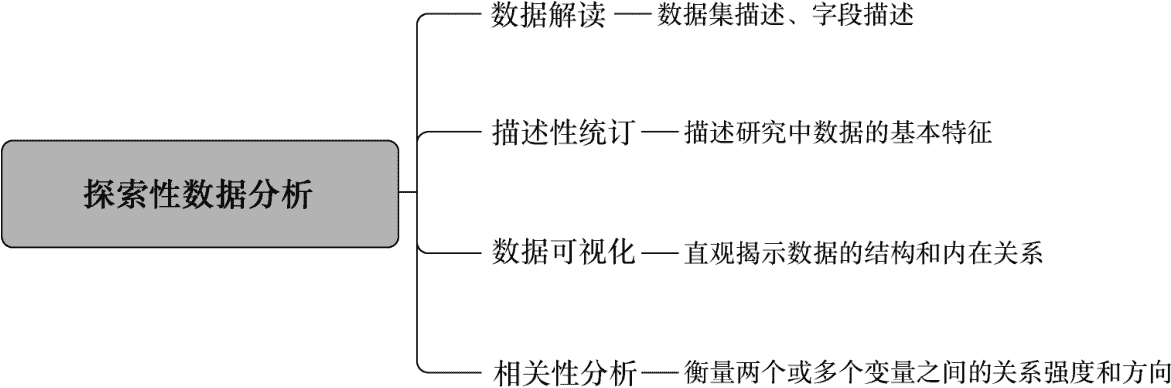 数据解读 数据集描述、字段描述
描述性统订 描述研究中数据的基本特征
探索性数据分析
数据可视化 直观揭示数据的结构和内在关系
相关性分析 衡量两个或多个变量之间的关系强度和方向